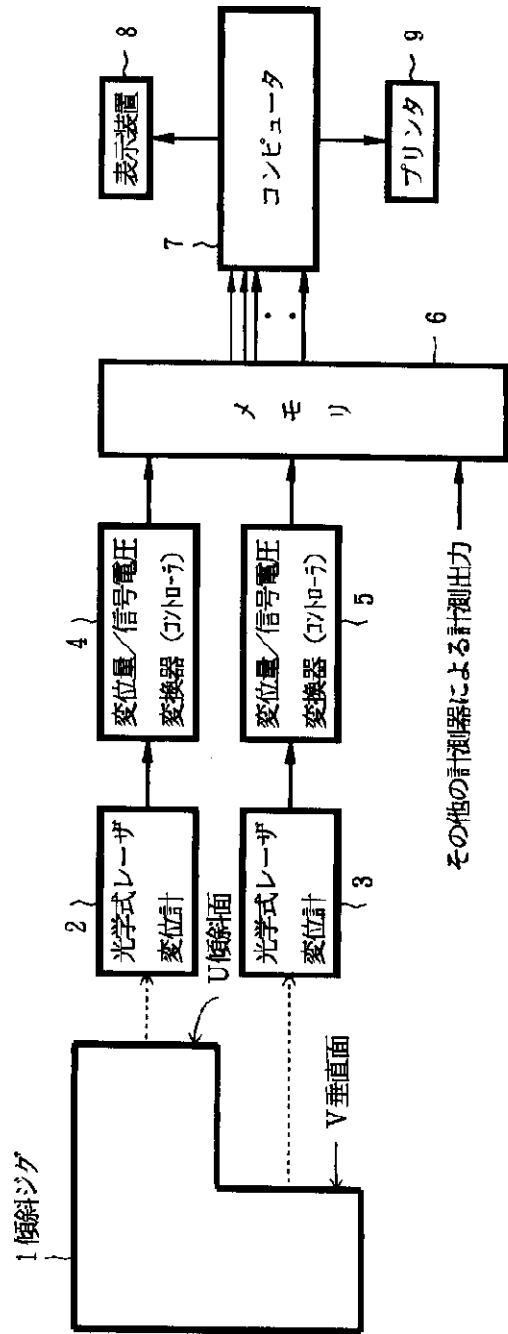 1傾斜ジグ
U傾斜面
V垂直面
2
光学式レーザ
変位計
3
光学式レーザ
変位計
4
変位量/信号電圧
変換器(コントローラ)
5
変位量/信号電圧
変換器(コントローラ)
その他の計測器による計測出力
メモリ
6
7
コンピュータ
表示装置
8
プリンタ
9